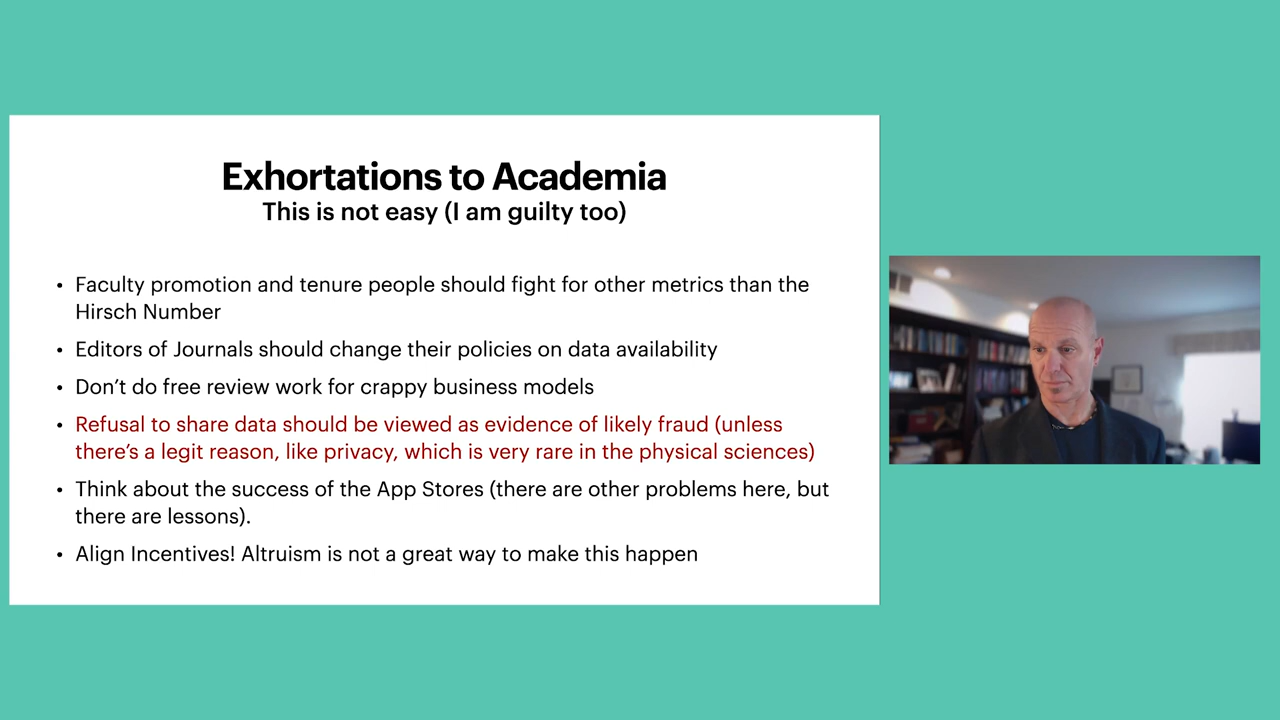 Exhortations to Academia
This is not easy (I am guilty too)
• Faculty promotion and tenure people should fight for other metrics than the
Hirsch Number
• Editors of Journals should change their policies on data availability
• Don’t do free review work for crappy business models
• Refusal to share data should be viewed as evidence of likely fraud (unless
there’s a legit reason, like privacy, which is very rare in the physical sciences)
• Think about the success of the App Stores (there are other problems here, but
there are lessons).
• Align Incentives! Altruism is not a great way to make this happen